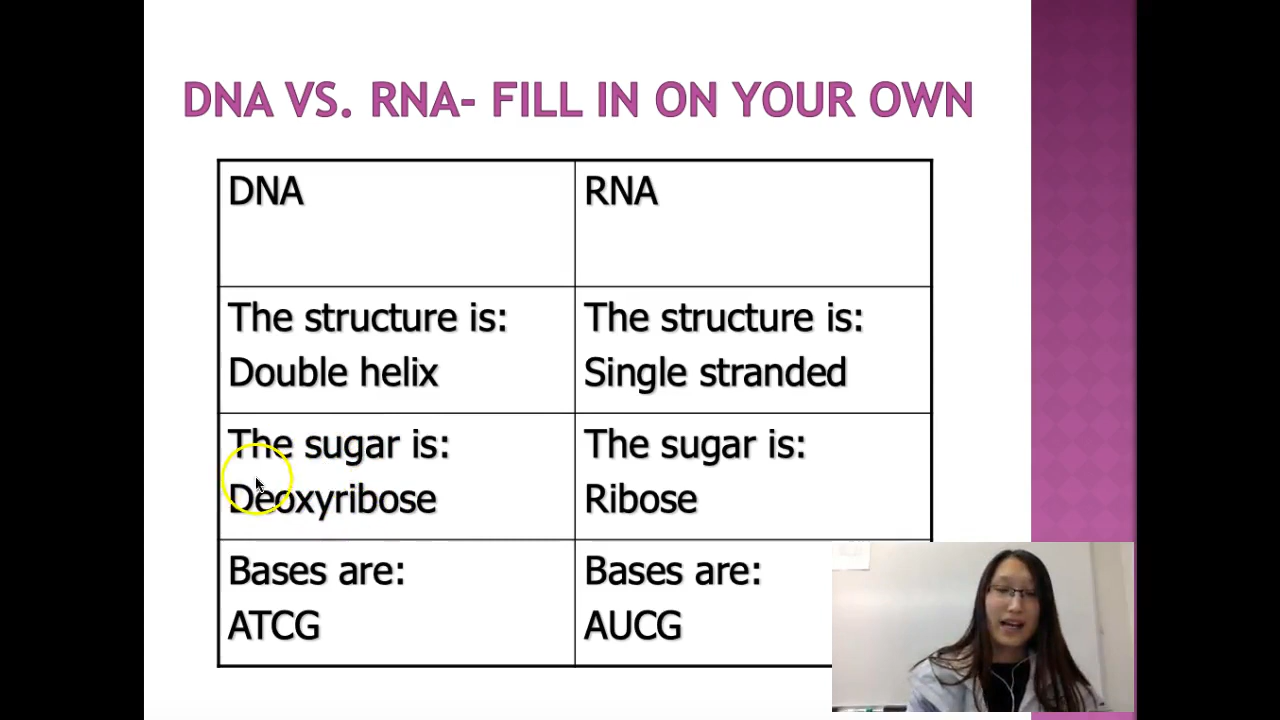 DNA VS. RNA- FILL IN ON YOUR OWN
DNA
RNA
The structure is:
Double helix
The structure is:
Single stranded
The sugar is:
Deoxyribose
The sugar is:
Ribose
Bases are:
ATCG
Bases are:
AUCG